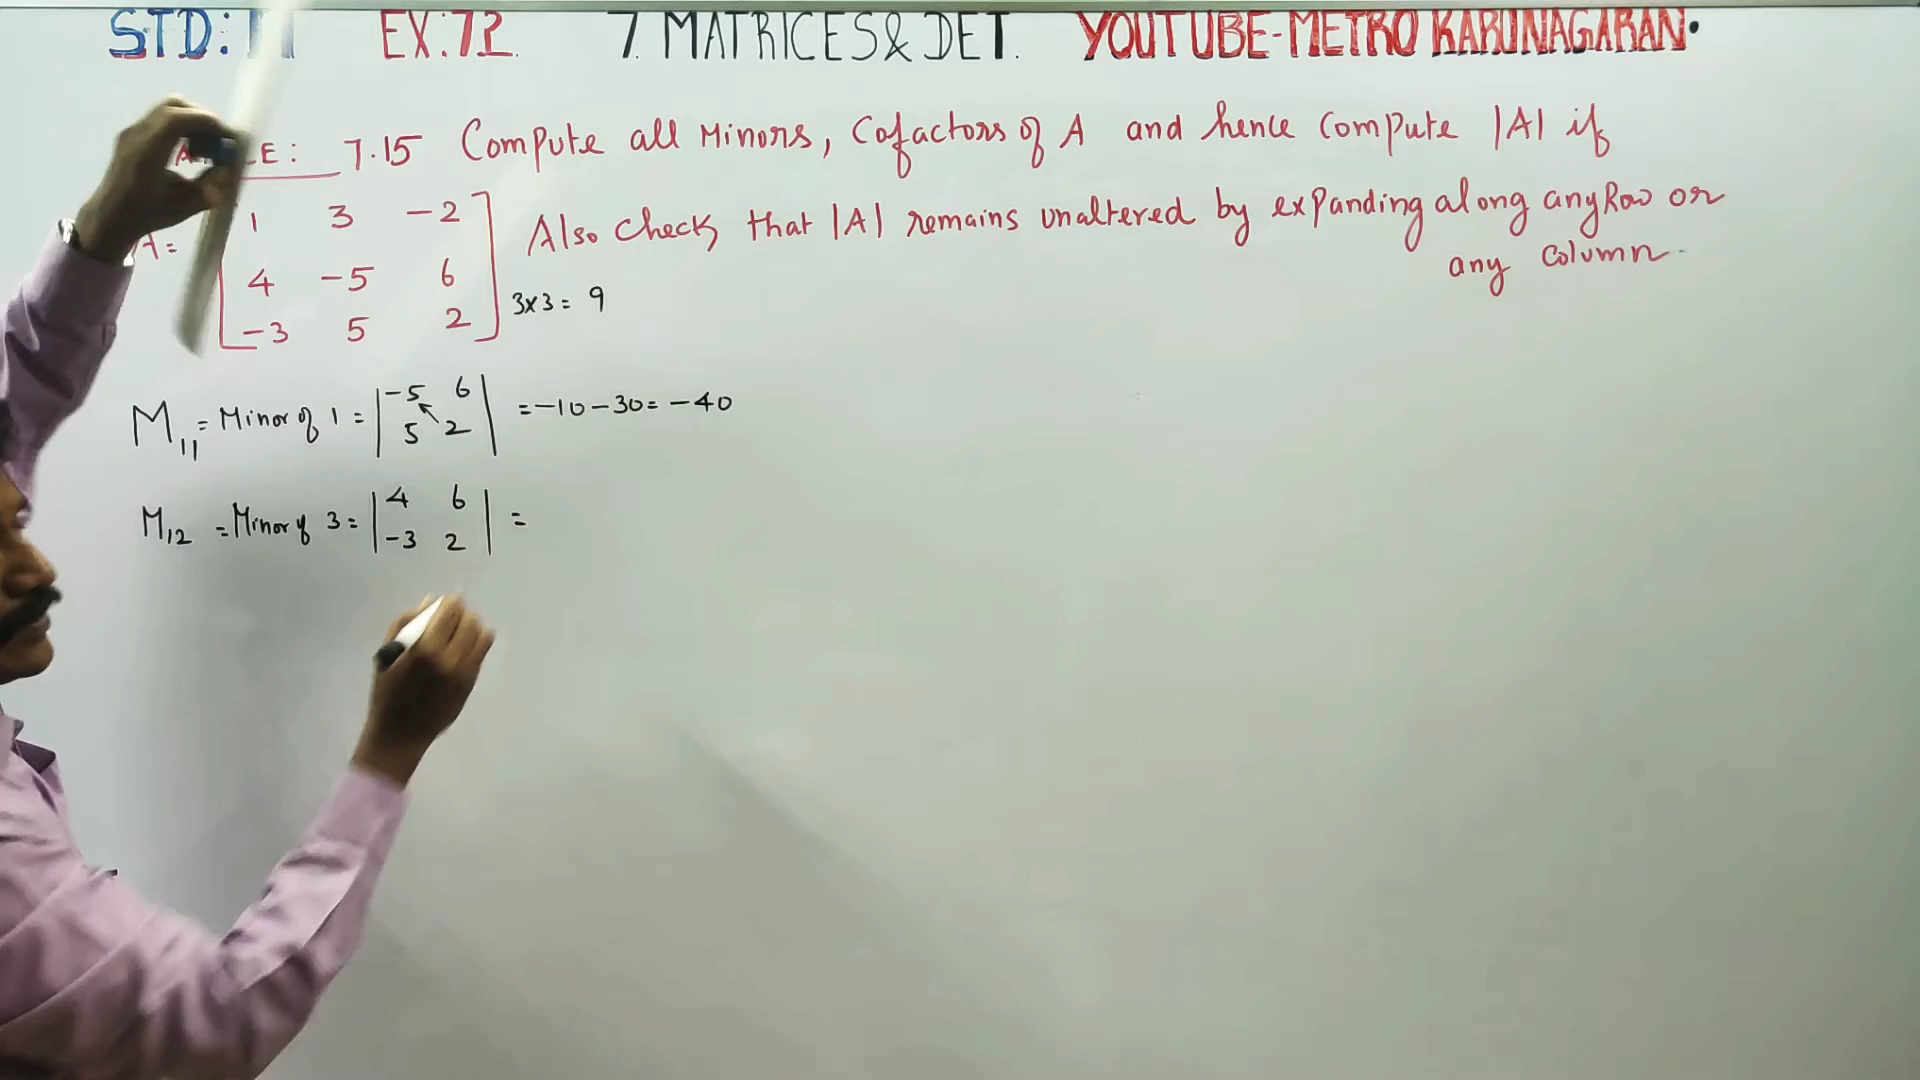 STD: EX:7.2. 7. MATRICES & DET. YOUTUBE-METRO KARUNAGARAN.
7.15 Compute all Minors, Cofactors of A and hence compute |A| if
A = 1 3 -2 Also check that |A| remains unaltered by expanding along any Row or
any column.
4 -5 6
3x3 = 9
-3 5 2
M11 = Minor of 1 = | -5 6 | = -10 - 30 = -40
5 2
M12 = Minor of 3 = | 4 6 | =
-3 2